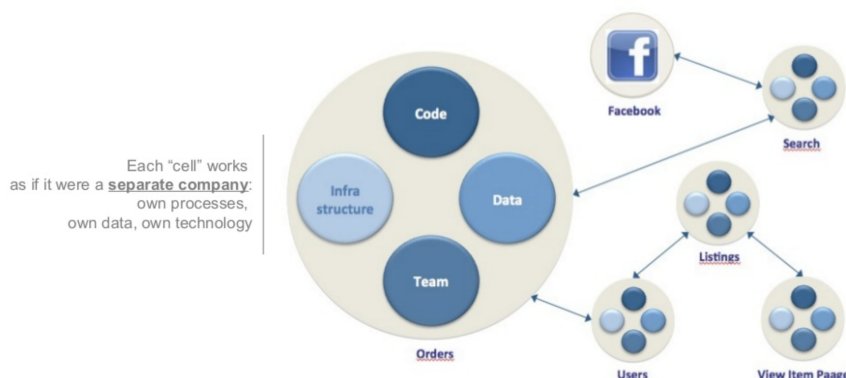 Each “cell” works
as if it were a separate company:
own processes,
own data, own technology
Code
Infra
structure
Data
Team
Orders
f
Facebook
Search
Listings
Users
View Item Paage